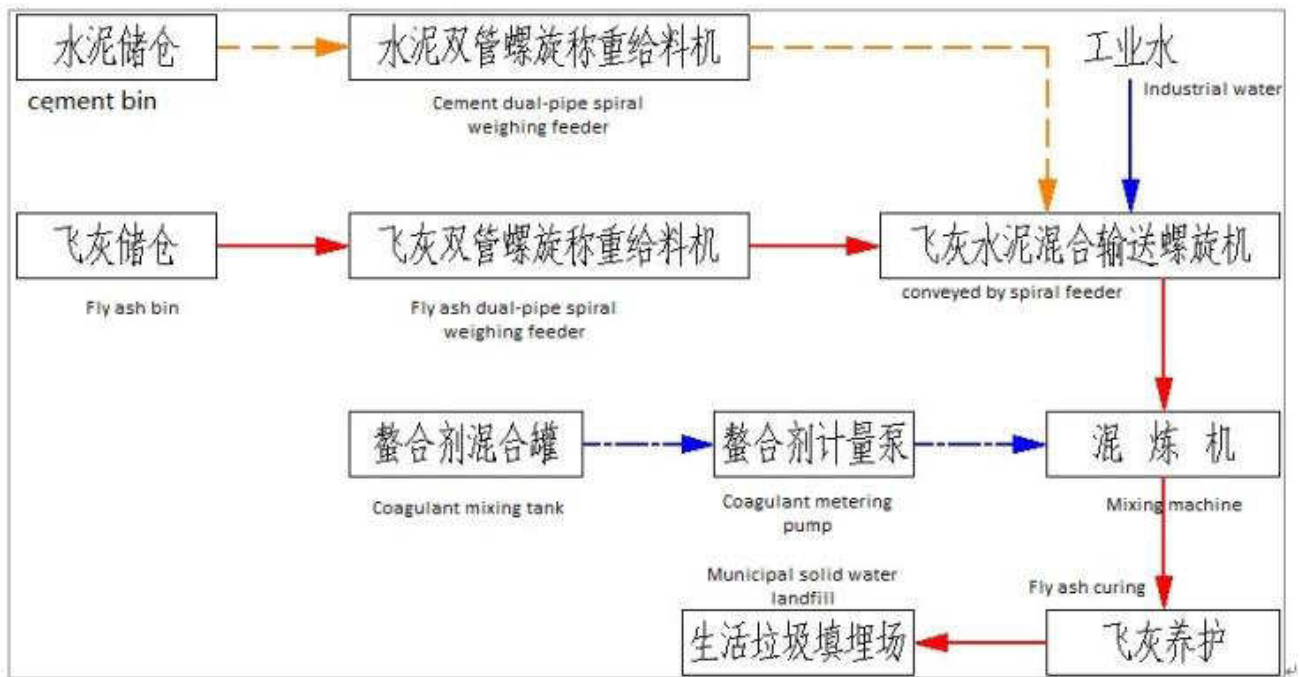 水泥储仓
水泥双管螺旋称重给料机
工业水
cement bin
Cement dual-pipe spiral
weighing feeder
Industrial water
飞灰储仓
飞灰双管螺旋称重给料机
飞灰水泥混合输送螺旋机
Fly ash bin
Fly ash dual-pipe spiral
weighing feeder
conveyed by spiral feeder
螯合剂混合罐
螯合剂计量泵
混 炼 机
Coagulant mixing tank
Coagulant metering
pump
Mixing machine
Municipal solid water
landfill
Fly ash curing
生活垃圾填埋场
飞灰养护